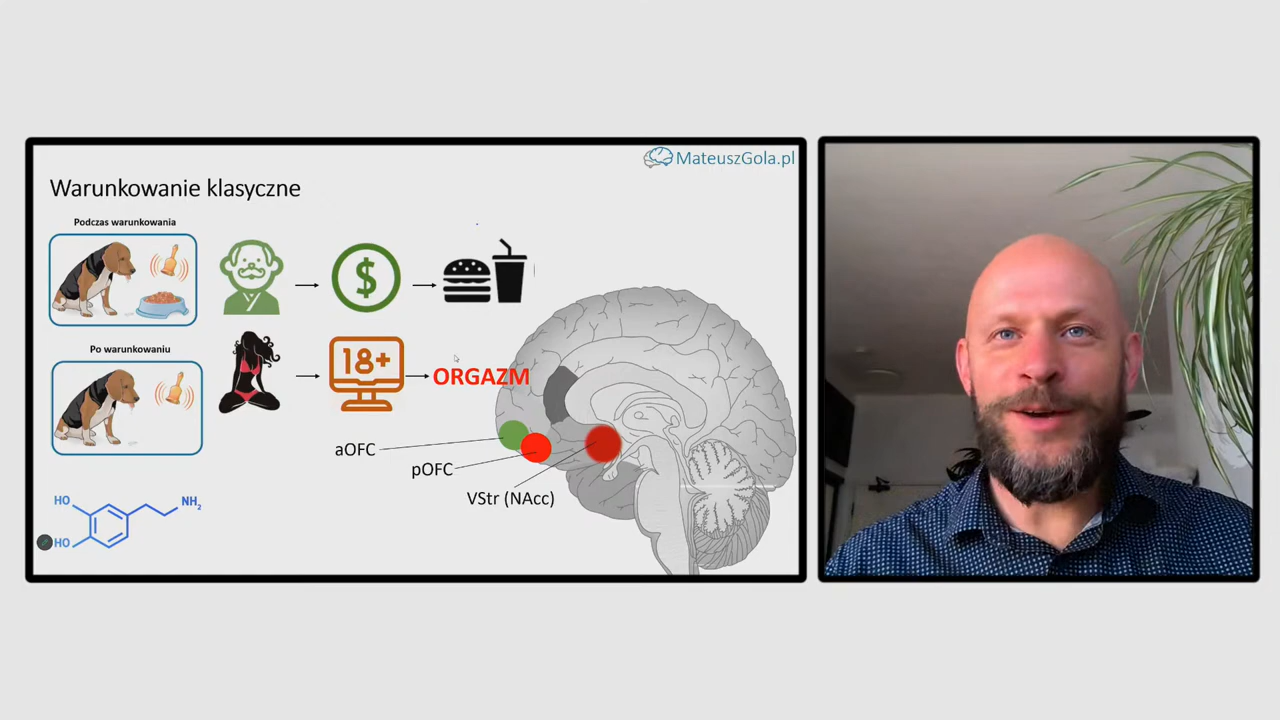 MateuszGola.pl
Warunkowanie klasyczne
Podczas warunkowania
$
Po warunkowaniu
18+
ORGAZM
aOFC
pOFC
VStr (NAcc)
HO
NH₂
HO